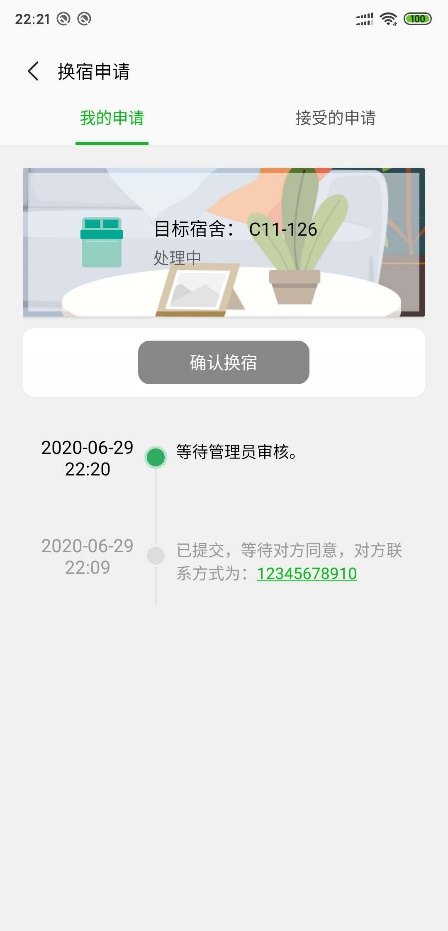 22:21
100
换宿申请
我的申请
接受的申请
目标宿舍： C11-126
处理中
确认换宿
2020-06-29
22:20
等待管理员审核。
2020-06-29
22:09
已提交，等待对方同意，对方联
系方式为：12345678910